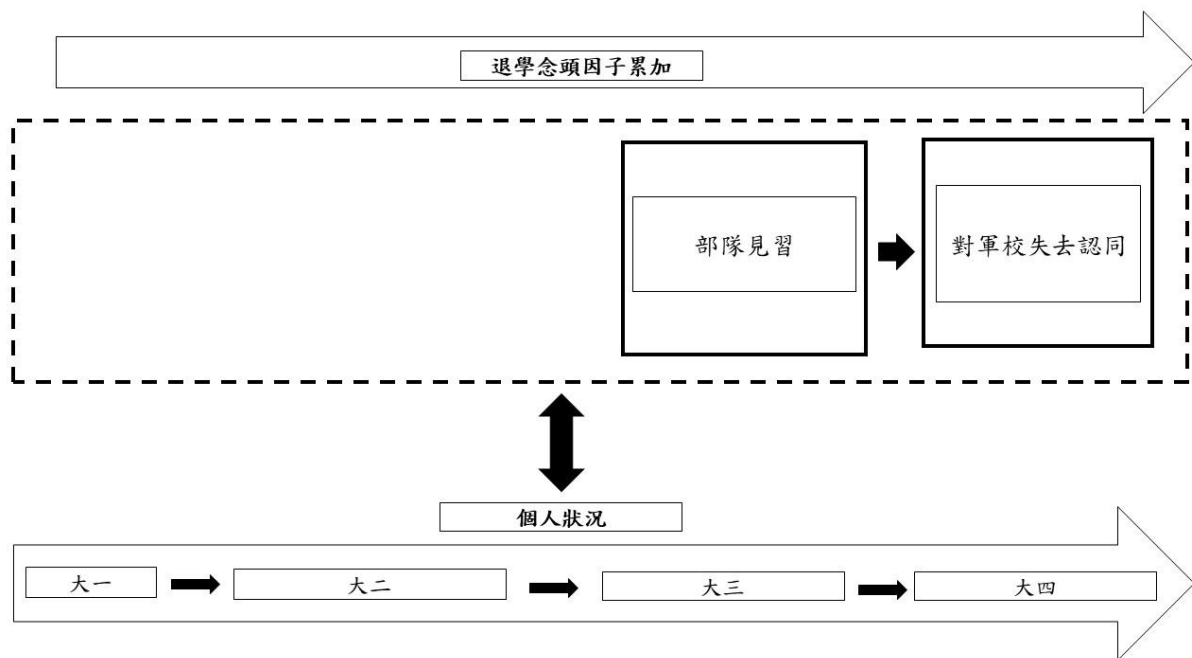 退學念頭因子累加
部隊見習
對軍校失去認同
個人狀況
大一
大二
大三
大四